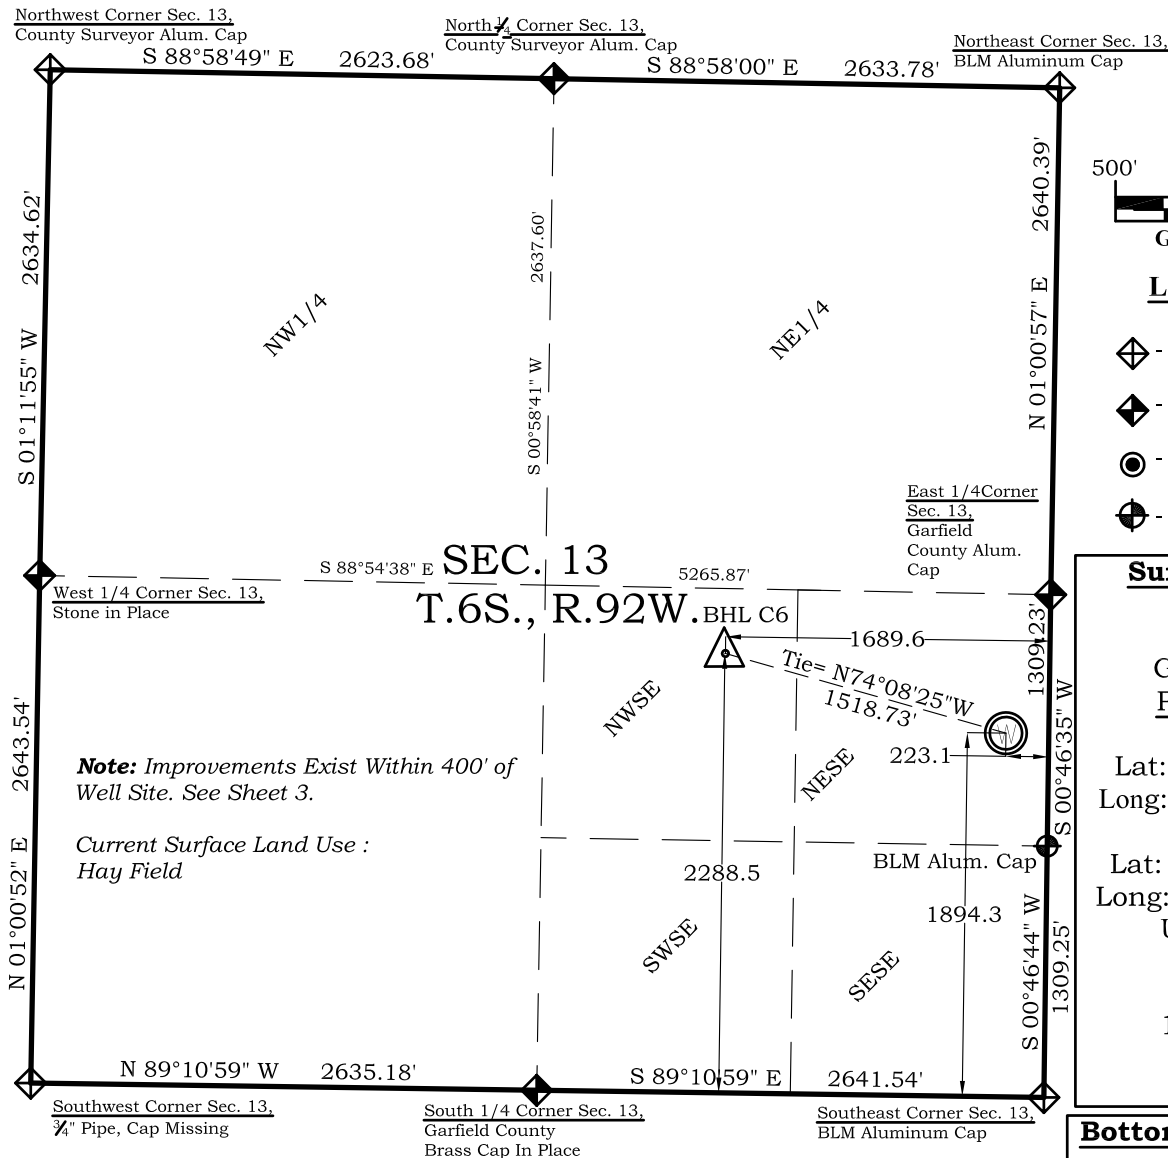 Northwest Corner Sec. 13,
County Surveyor Alum. Cap
North 1/4 Corner Sec. 13,
County Surveyor Alum. Cap
Northeast Corner Sec. 13,
BLM Aluminum Cap
S 88°58'49" E 2623.68'
S 88°58'00" E 2633.78'
S 01°11'55" W 2634.62'
S 00°58'41" W 2637.60'
N 01°00'57" E 2640.39'
500'
G
L
NW1/4
NE1/4
East 1/4Corner
Sec. 13,
Garfield
County Alum.
Cap
S 88°54'38" E 5265.87'
SEC. 13
T.6S., R.92W.
West 1/4 Corner Sec. 13,
Stone in Place
BHL C6
1689.6
1309.23'
S 00°46'35" W
Tie= N74°08'25"W
1518.73'
223.1
NWSE
NESE
N 01°00'52" E 2643.54'
Note: Improvements Exist Within 400' of
Well Site. See Sheet 3.
Current Surface Land Use :
Hay Field
BLM Alum. Cap
2288.5
1894.3
SWSE
SESE
S 00°46'44" W
1309.25'
N 89°10'59" W 2635.18'
S 89°10'59" E 2641.54'
Southwest Corner Sec. 13,
3/4" Pipe, Cap Missing
South 1/4 Corner Sec. 13,
Garfield County
Brass Cap In Place
Southeast Corner Sec. 13,
BLM Aluminum Cap
Lat:
Long:
Lat:
Long: